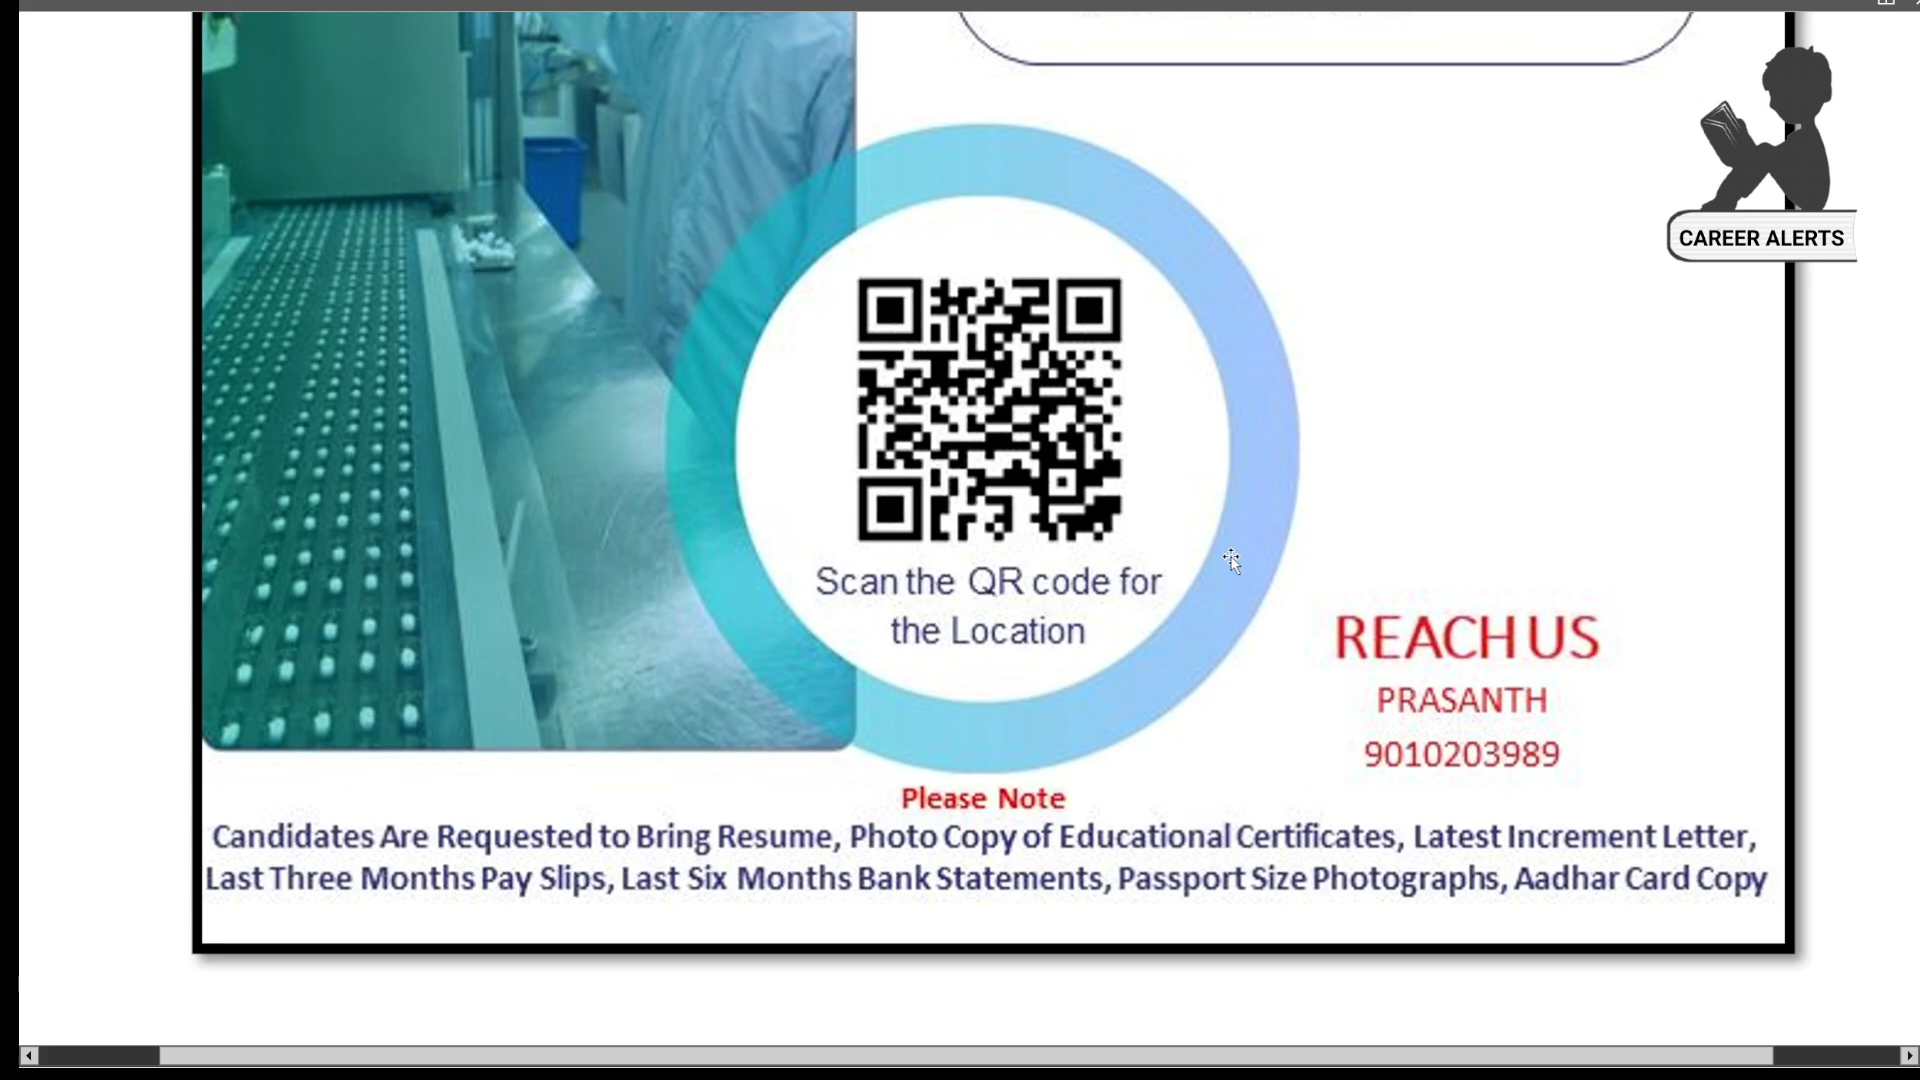 CAREER ALERTS
Scan the QR code for
the Location
REACH US
PRASANTH
9010203989
Please Note
Candidates Are Requested to Bring Resume, Photo Copy of Educational Certificates, Latest Increment Letter,
Last Three Months Pay Slips, Last Six Months Bank Statements, Passport Size Photographs, Aadhar Card Copy